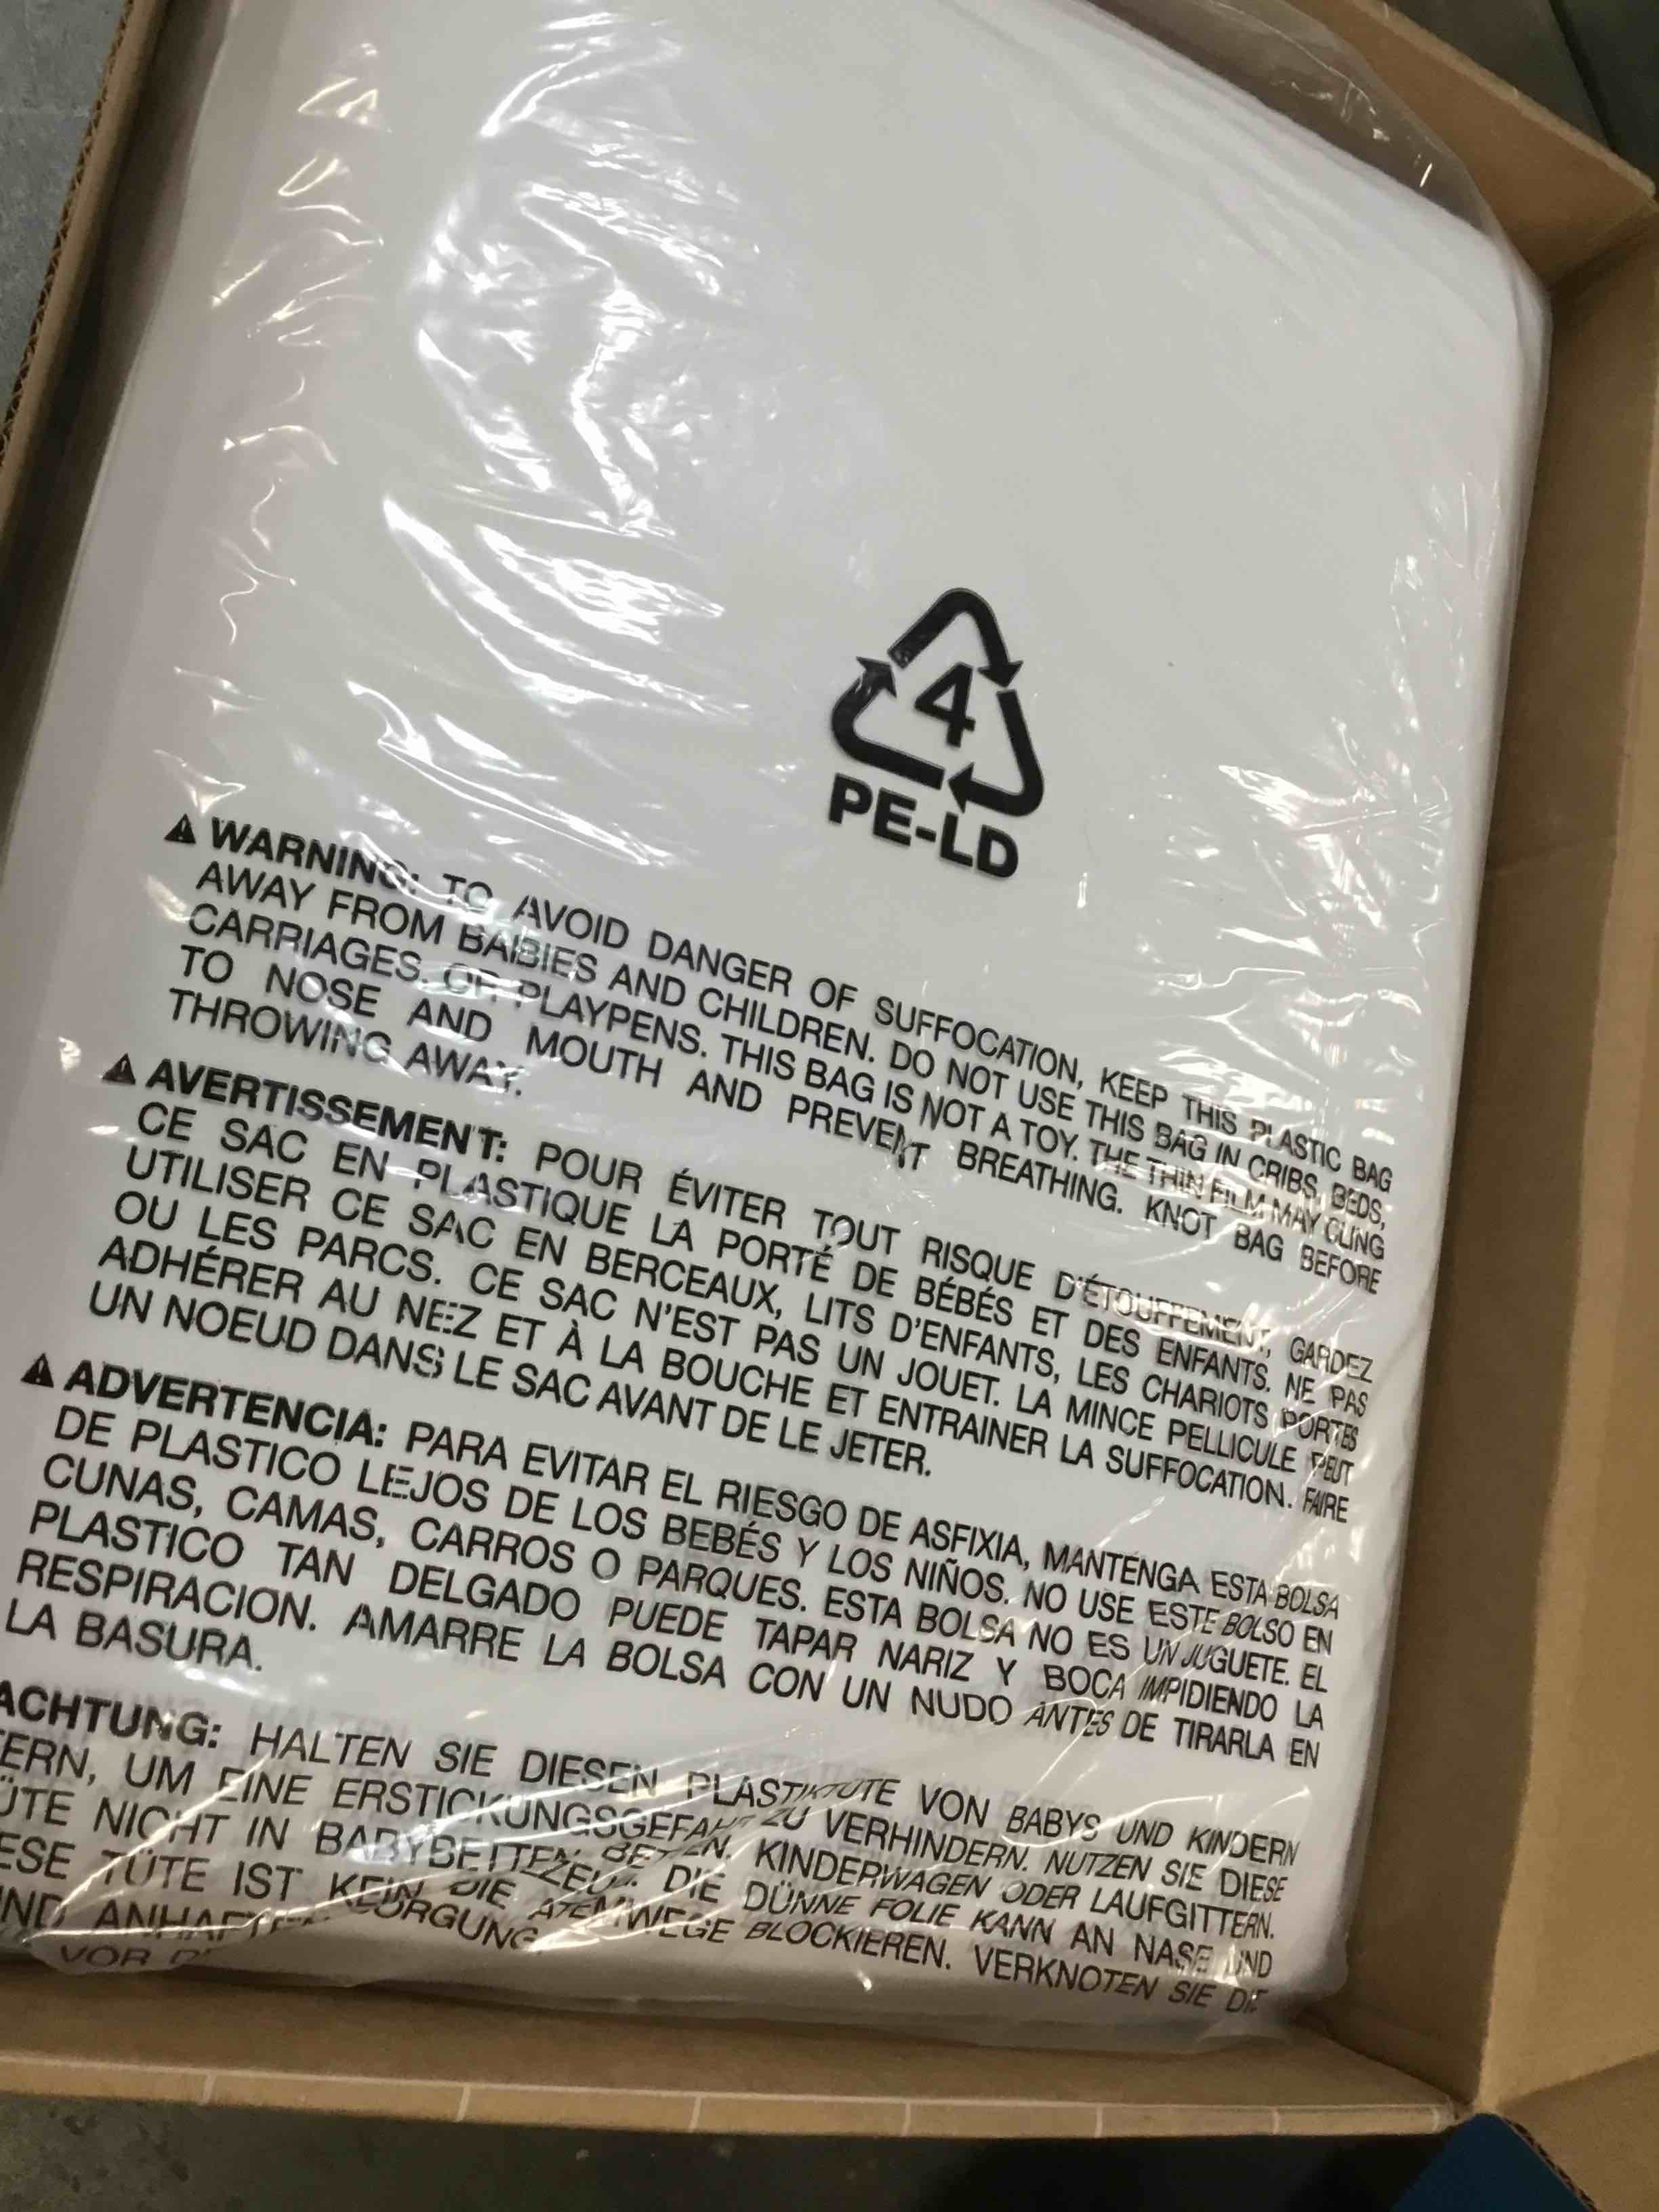 4
PE-LD
WARNING: TO AVOID DANGER OF SUFFOCATION, KEEP THIS PLASTIC BAG
AWAY FROM BABIES AND CHILDREN. DO NOT USE THIS BAG IN CRIBS, BEDS,
CARRIAGES. OR PLAYPENS. THIS BAG IS NOT A TOY. THE THIN FILM MAY CLING
TO NOSE AND MOUTH AND PREVENT BREATHING. KNOT BAG BEFORE
THROWING AWAY.
AVERTISSEMENT: POUR ÉVITER TOUT RISQUE D'ÉTOUFFEMENT, GARDEZ
CE SAC EN PLASTIQUE LA PORTÉ DE BÉBÉS ET DES ENFANTS. NE PAS
UTILISER CE SAC EN BERCEAUX, LITS D'ENFANTS, LES CHARIOTS PORTES
OU LES PARCS. CE SAC N'EST PAS UN JOUET. LA MINCE PELLICULE PEUT
ADHÉRER AU NEZ ET À LA BOUCHE ET ENTRAINER LA SUFFOCATION. FAIRE
UN NOEUD DANS LE SAC AVANT DE LE JETER.
ADVERTENCIA: PARA EVITAR EL RIESGO DE ASFIXIA, MANTENGA ESTA BOLSA
DE PLASTICO LEJOS DE LOS BEBÉS Y LOS NIÑOS. NO USE ESTE BOLSO EN
CUNAS, CAMAS, CARROS O PARQUES. ESTA BOLSA NO ES UN JUGUETE. EL
PLASTICO TAN DELGADO PUEDE TAPAR NARIZ Y BOCA IMPIDIENDO LA
RESPIRACION. AMARRE LA BOLSA CON UN NUDO ANTES DE TIRARLA EN
LA BASURA.
ACHTUNG: HALTEN SIE DIESEN PLASTIKTÜTE VON BABYS UND KINDERN
ERN, UM EINE ERSTICKUNGSGEFAHR ZU VERHINDERN. NUTZEN SIE DIESE
ÜTE NICHT IN BABYBETTEN, BETTEN, KINDERWAGEN ODER LAUFGITTERN.
ESE TÜTE IST KEIN DIE DÜNNE FOLIE KANN AN NASE UND
ND ANHAFTEN DIE ATEMWEGE BLOCKIEREN. VERKNOTEN SIE DIE
VOR